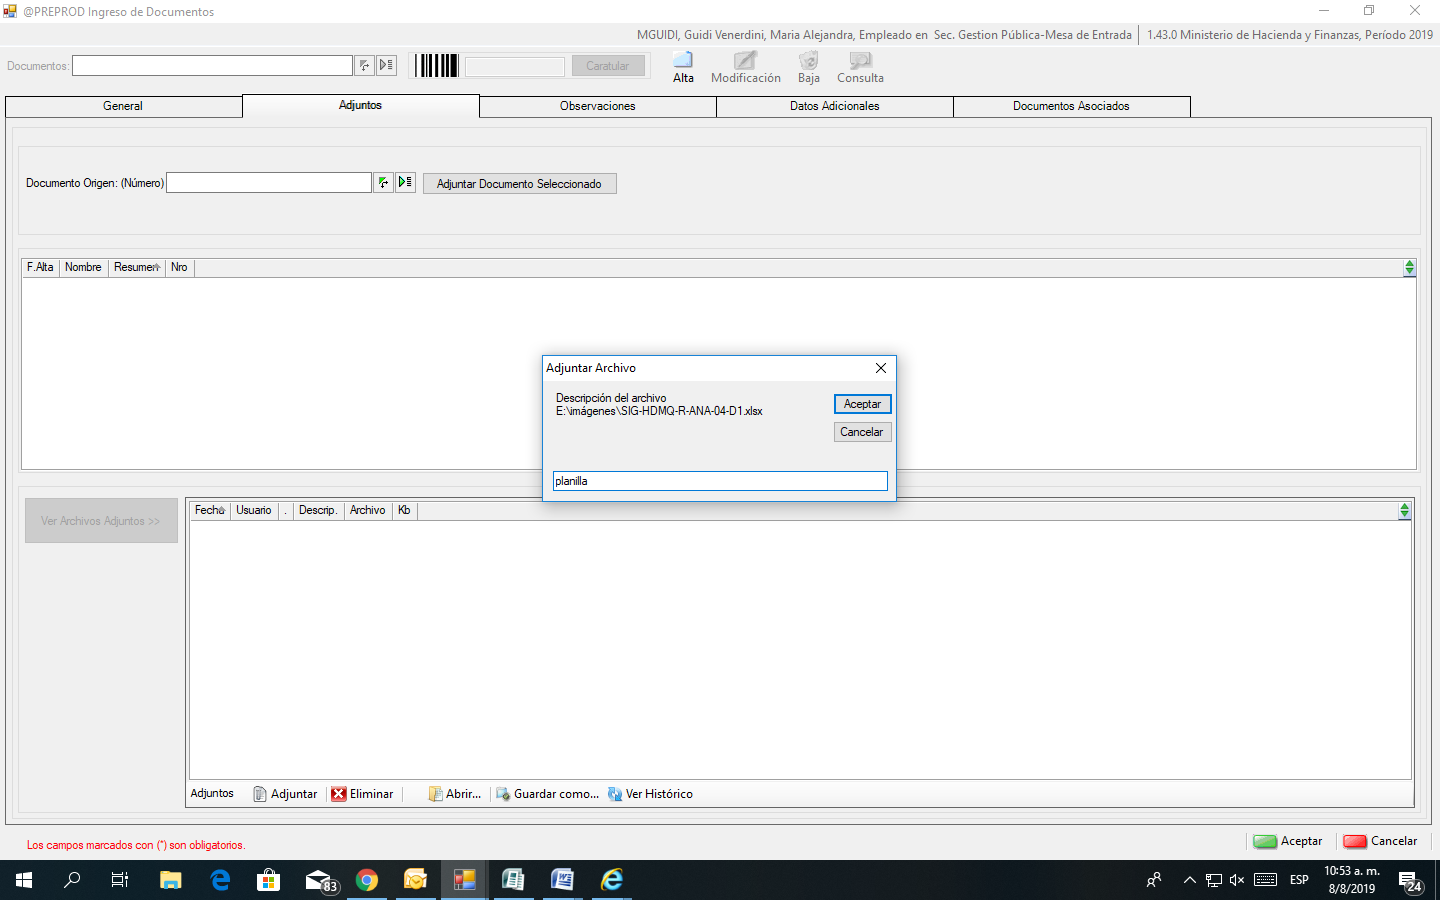 @PREPROD Ingreso de Documentos
MGUIDI, Guidi Venerdini, Maria Alejandra, Empleado en Sec. Gestion Pública-Mesa de Entrada
1.43.0 Ministerio de Hacienda y Finanzas, Período 2019
Documentos:
Caratular
Alta
Modificación
Baja
Consulta
General
Adjuntos
Observaciones
Datos Adicionales
Documentos Asociados
Documento Origen: (Número)
Adjuntar Documento Seleccionado
F.Alta
Nombre
Resumen
Nro
Adjuntar Archivo
Descripción del archivo
E:\imágenes\SIG-HDMQ-R-ANA-04-D1.xlsx
Aceptar
Cancelar
planilla
Ver Archivos Adjuntos >>
Fecha
Usuario
.
Descrip.
Archivo
Kb
Adjuntos
Adjuntar
Eliminar
Abrir...
Guardar como...
Ver Histórico
Los campos marcados con (*) son obligatorios.
Aceptar
Cancelar
83
ESP
10:53 a. m.
8/8/2019
24